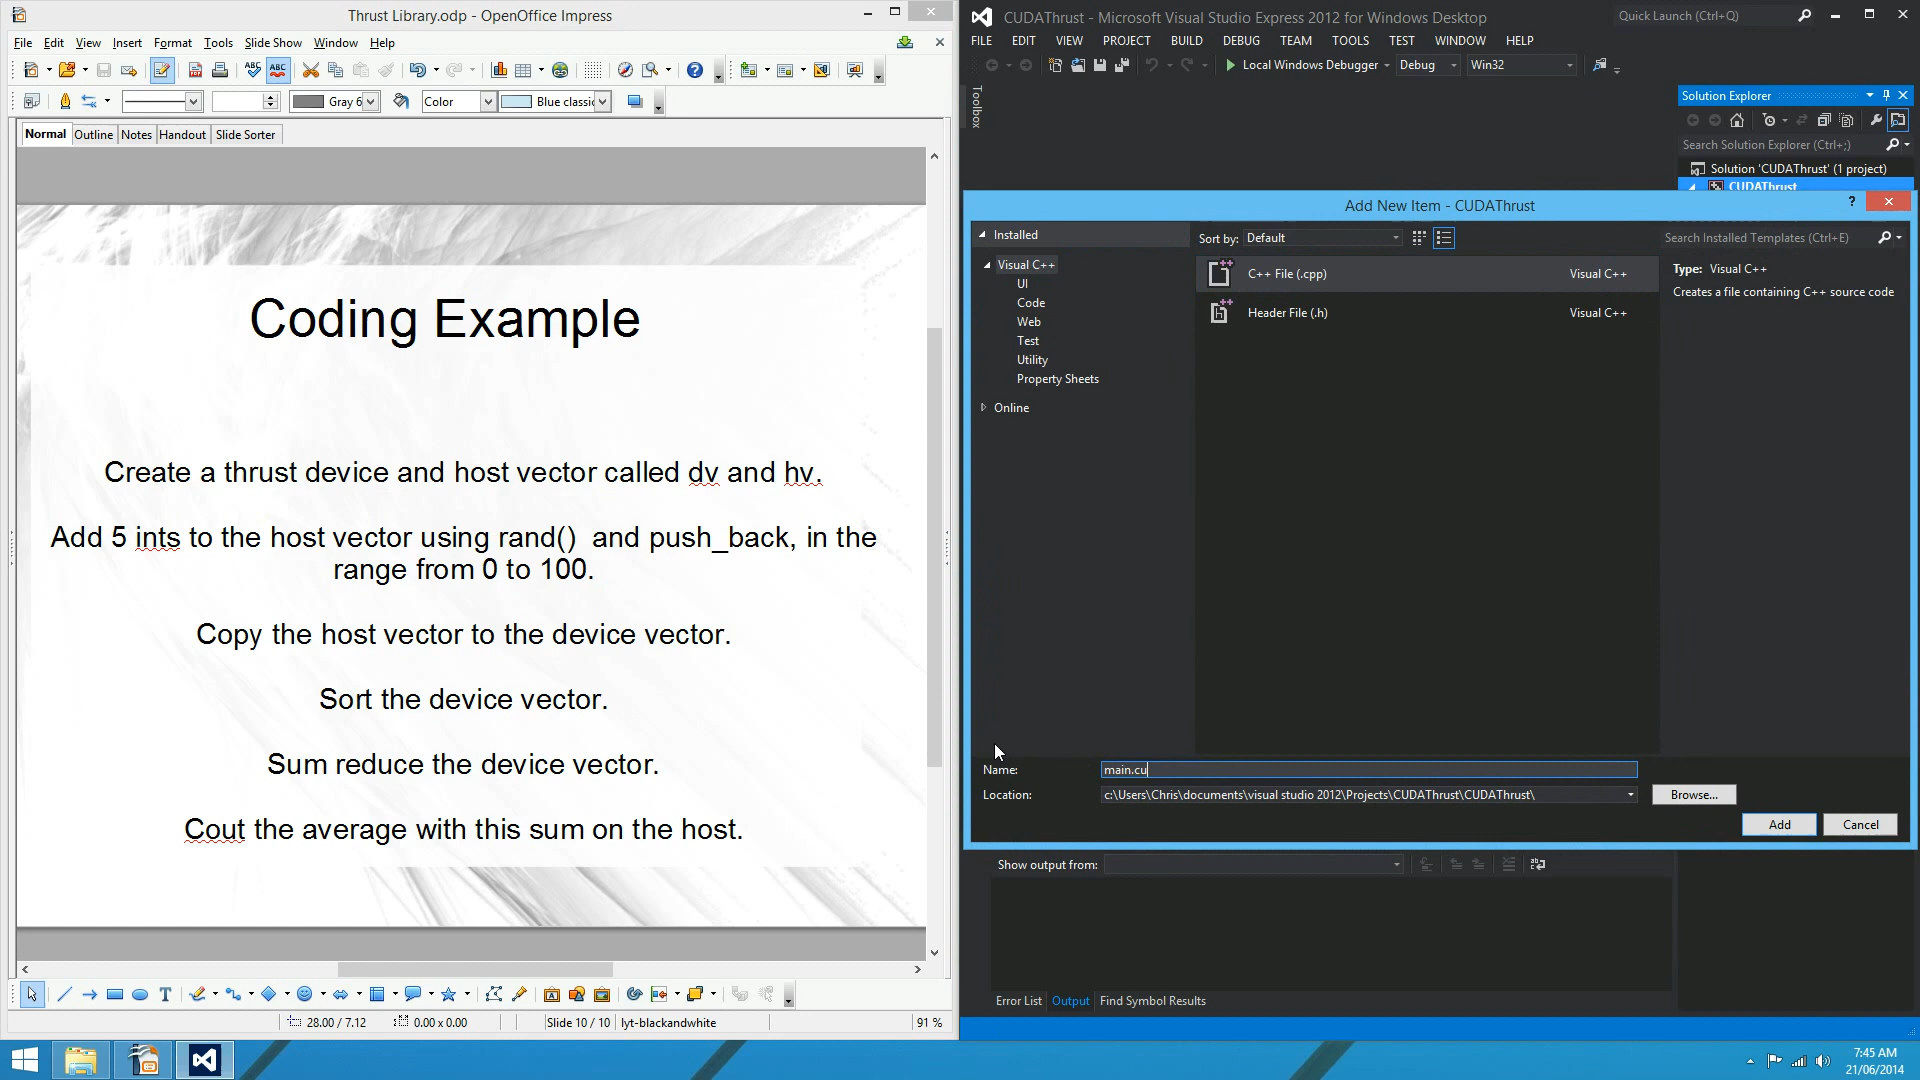 Thrust Library.odp - OpenOffice Impress
File Edit View Insert Format Tools Slide Show Window Help
Gray 6 Color Blue classic
Normal Outline Notes Handout Slide Sorter
Coding Example
Create a thrust device and host vector called dv and hv.
Add 5 ints to the host vector using rand() and push_back, in the
range from 0 to 100.
Copy the host vector to the device vector.
Sort the device vector.
Sum reduce the device vector.
Cout the average with this sum on the host.
28.00 / 7.12 0.00 x 0.00 Slide 10 / 10 lyt-blackandwhite 91 %
CUDAThrust - Microsoft Visual Studio Express 2012 for Windows Desktop
Quick Launch (Ctrl+Q)
FILE EDIT VIEW PROJECT BUILD DEBUG TEAM TOOLS TEST WINDOW HELP
Local Windows Debugger Debug Win32
Toolbox
Solution Explorer
Search Solution Explorer (Ctrl+;)
Solution 'CUDAThrust' (1 project)
CUDAThrust
Add New Item - CUDAThrust
?
Installed
Sort by: Default
Search Installed Templates (Ctrl+E)
Visual C++
UI
Code
Web
Test
Utility
Property Sheets
Online
C++ File (.cpp) Visual C++
Header File (.h) Visual C++
Type: Visual C++
Creates a file containing C++ source code
Name: main.cu
Location: c:\Users\Chris\documents\visual studio 2012\Projects\CUDAThrust\CUDAThrust\
Browse...
Add Cancel
Show output from:
Error List Output Find Symbol Results
7:45 AM
21/06/2014